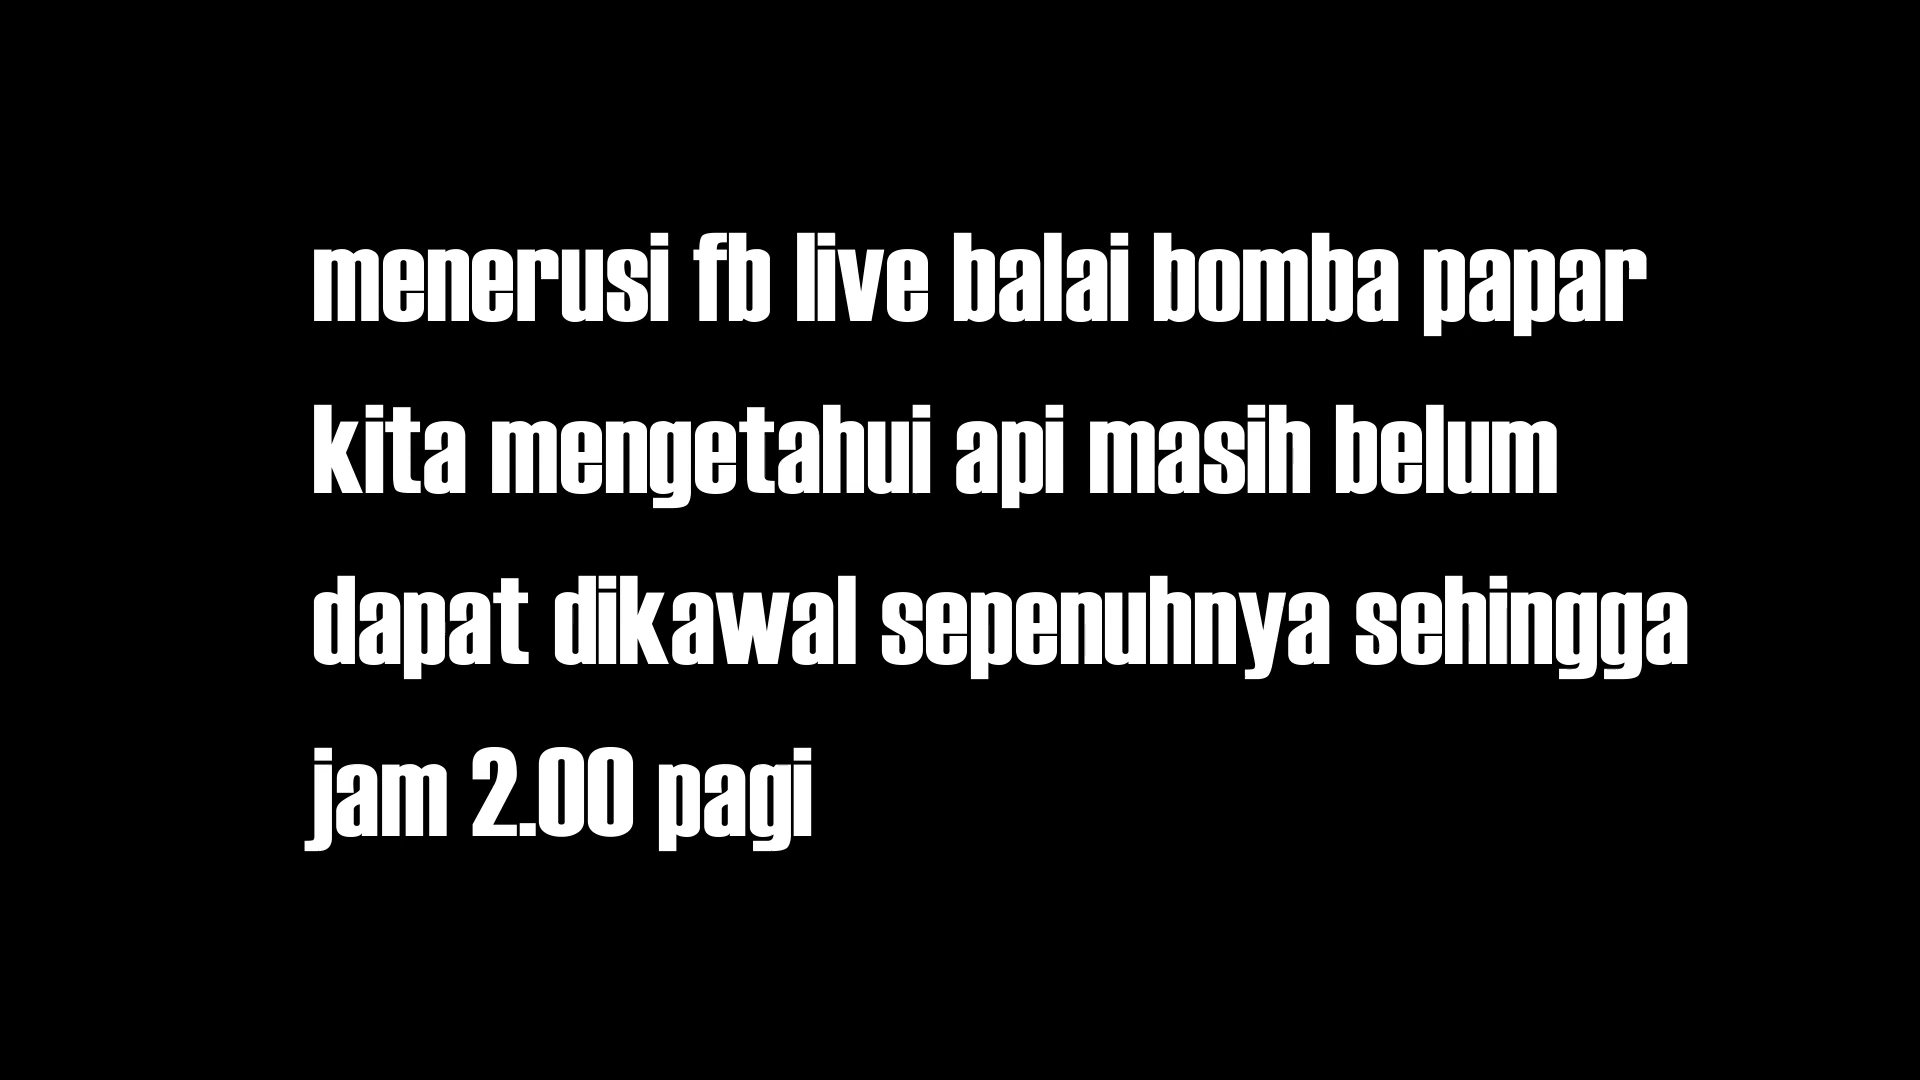 menerusi fb live balai bomba papar
kita mengetahui api masih belum
dapat dikawal sepenuhnya sehingga
jam 2.00 pagi